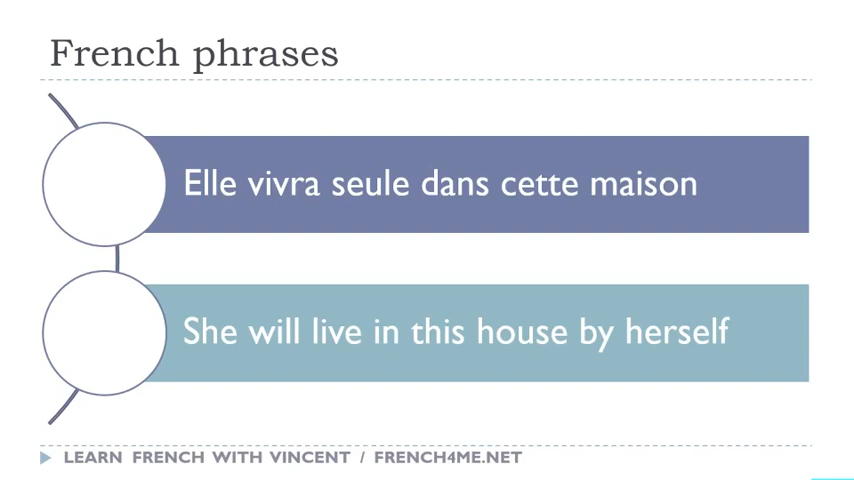 French phrases
Elle vivra seule dans cette maison
She will live in this house by herself
LEARN FRENCH WITH VINCENT / FRENCH4ME.NET